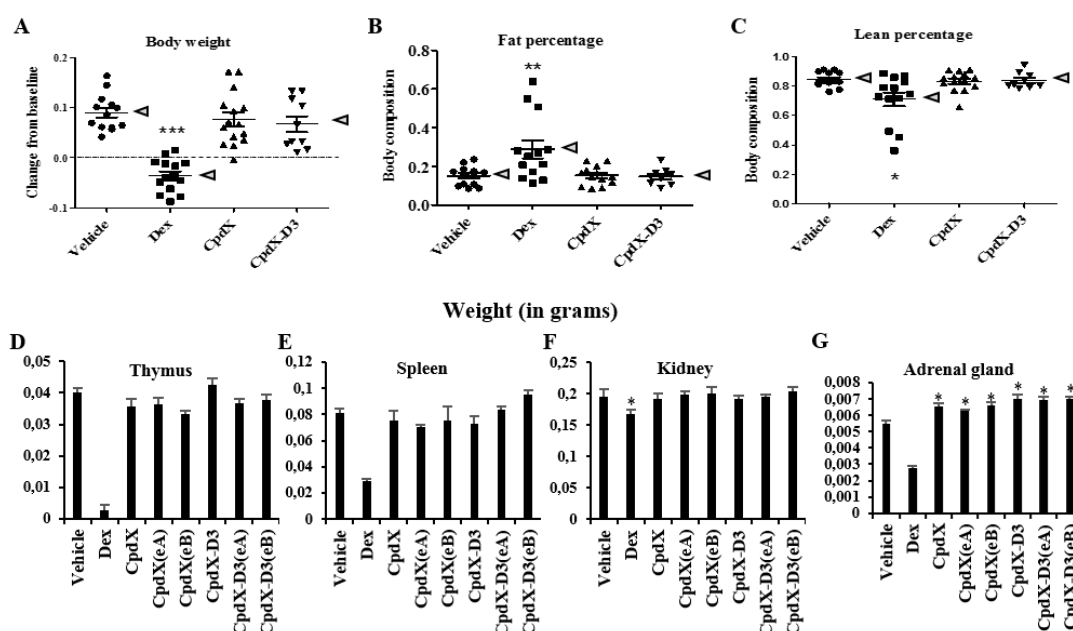 A
Body weight
Change from baseline
0.2
0.1
0.0
-0.1
***
Vehicle
Dex
CpdX
CpdX-D3
B
Fat percentage
Body composition
0.8
0.6
0.4
0.2
0.0
**
Vehicle
Dex
CpdX
CpdX-D3
C
Lean percentage
Body composition
1.0
0.8
0.6
0.4
0.2
0.0
*
Vehicle
Dex
CpdX
CpdX-D3
Weight (in grams)
D
Thymus
0,05
0,04
0,03
0,02
0,01
0
Vehicle
Dex
CpdX
CpdX(eA)
CpdX(eB)
CpdX-D3
CpdX-D3(eA)
CpdX-D3(eB)
E
Spleen
0,12
0,1
0,08
0,06
0,04
0,02
0
Vehicle
Dex
CpdX
CpdX(eA)
CpdX(eB)
CpdX-D3
CpdX-D3(eA)
CpdX-D3(eB)
F
Kidney
0,2
0,15
0,1
0,05
0
*
Vehicle
Dex
CpdX
CpdX(eA)
CpdX(eB)
CpdX-D3
CpdX-D3(eA)
CpdX-D3(eB)
G
Adrenal gland
0,008
0,007
0,006
0,005
0,004
0,003
0,002
0,001
0,001
* * * * * *
Vehicle
Dex
CpdX
CpdX(eA)
CpdX(eB)
CpdX-D3
CpdX-D3(eA)
CpdX-D3(eB)